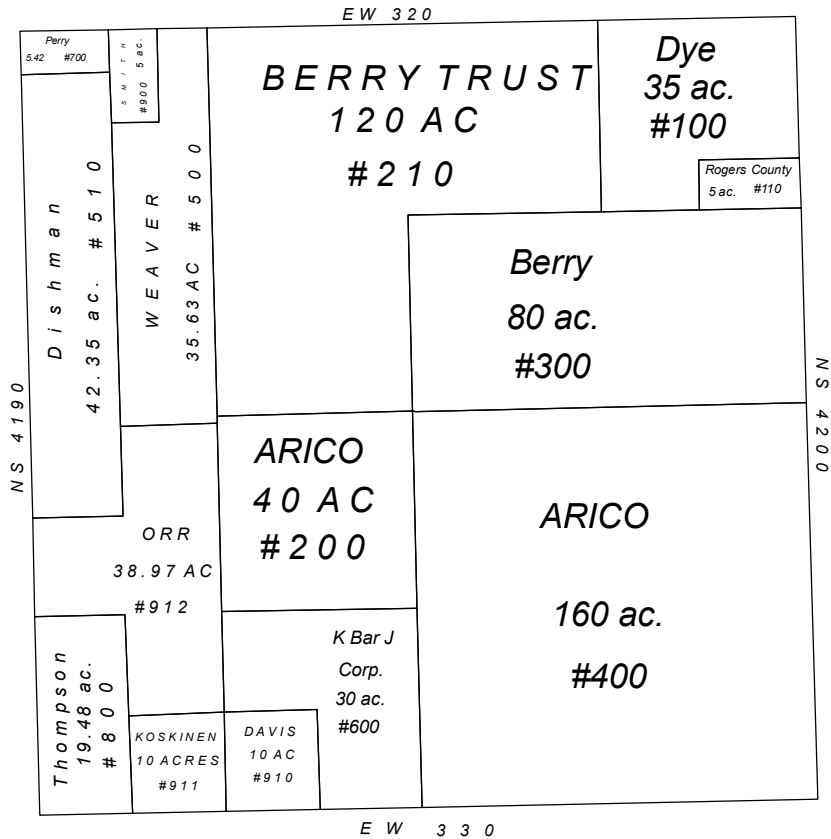 EW 320
Perry
5.42 #700
SMITH
#900 5 ac.
BERRY TRUST
120 AC
#210
Dye
35 ac.
#100
Rogers County
5 ac. #110
Dishman
42.35 ac. #510
WEAVER
35.63 AC #500
Berry
80 ac.
#300
NS 4190
NS 4200
ARICO
40 AC
#200
ARICO
160 ac.
#400
ORR
38.97 AC
#912
Thompson
19.48 ac.
#800
K Bar J
Corp.
30 ac.
#600
KOSKINEN
10 ACRES
#911
DAVIS
10 AC
#910
EW 330